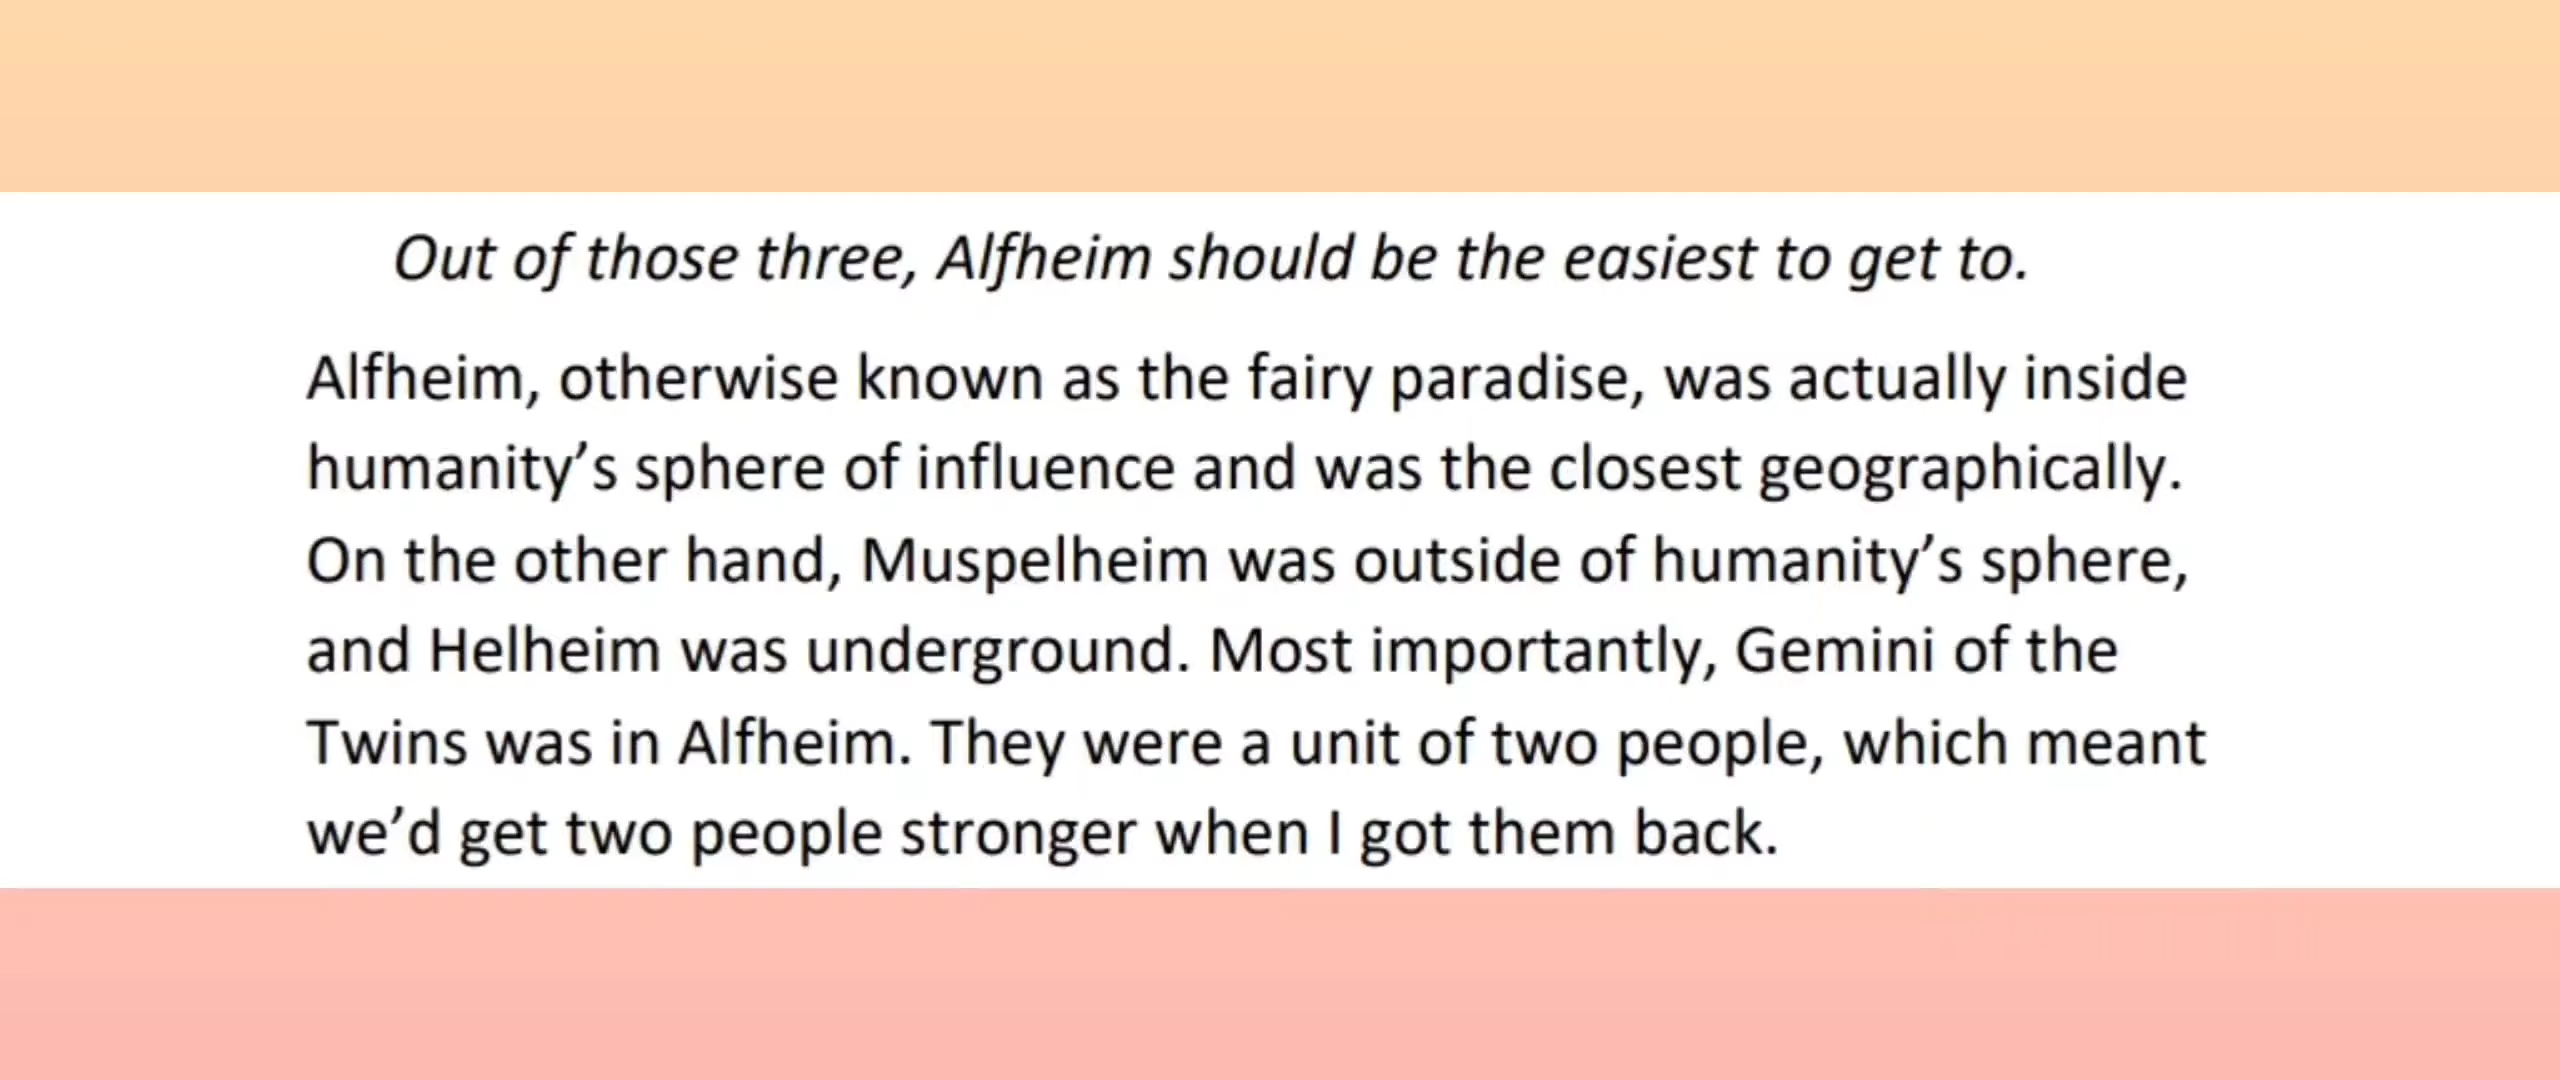 Out of those three, Alfheim should be the easiest to get to.
Alfheim, otherwise known as the fairy paradise, was actually inside
humanity’s sphere of influence and was the closest geographically.
On the other hand, Muspelheim was outside of humanity’s sphere,
and Helheim was underground. Most importantly, Gemini of the
Twins was in Alfheim. They were a unit of two people, which meant
we’d get two people stronger when I got them back.